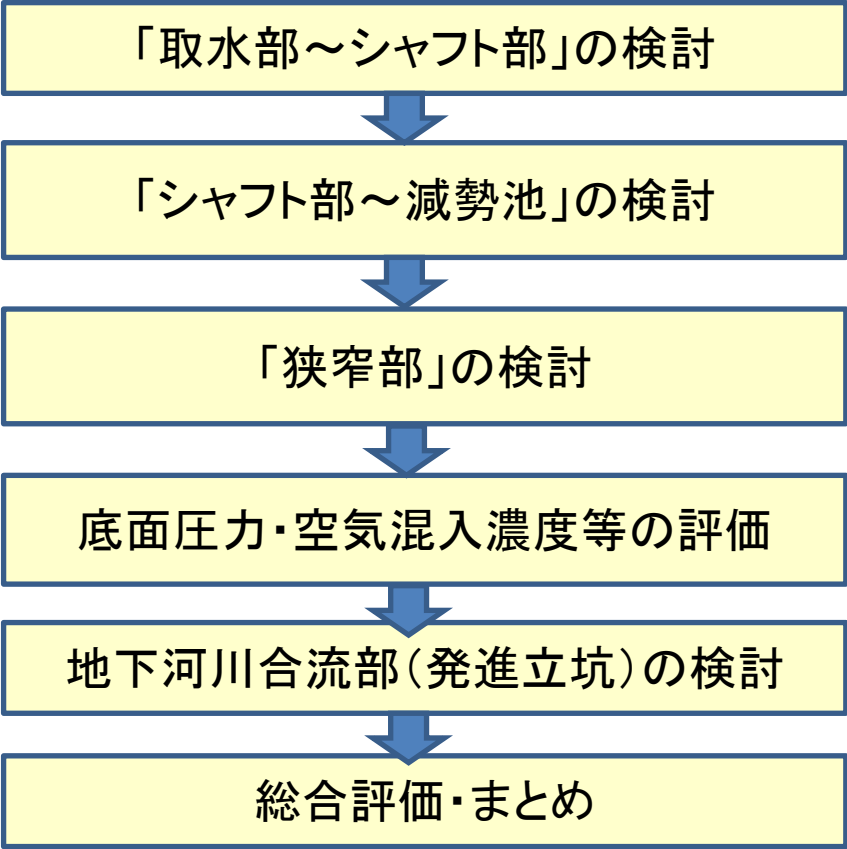 「取水部～シャフト部」の検討
「シャフト部～減勢池」の検討
「狭窄部」の検討
底面圧力・空気混入濃度等の評価
地下河川合流部（発進立坑）の検討
総合評価・まとめ